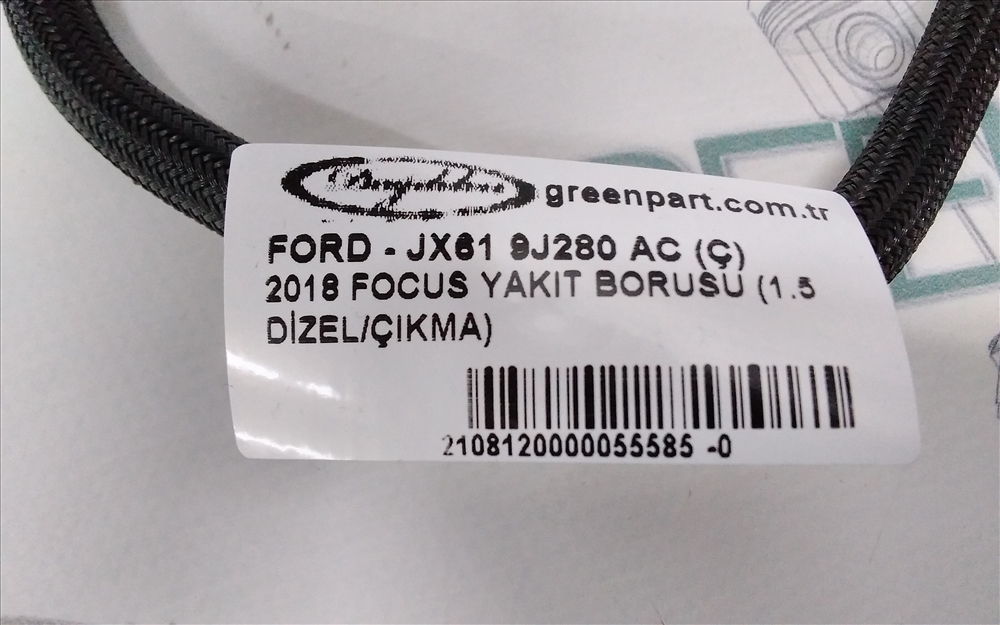 greenpart.com.tr
FORD - JX61 9J280 AC (Ç)
2018 FOCUS YAKIT BORUSU (1.5
DİZEL/ÇIKMA)
2108120000055585 -0